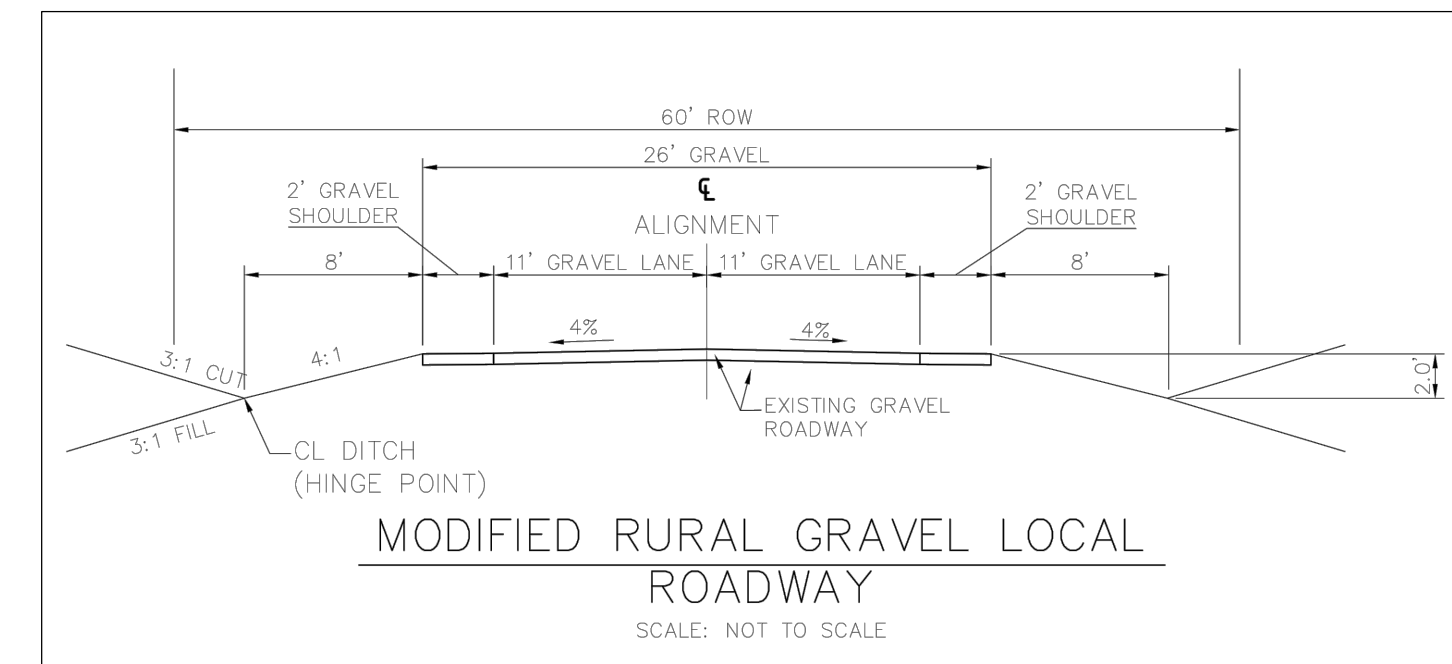 60' ROW
26' GRAVEL
℄
ALIGNMENT
2' GRAVEL
SHOULDER
2' GRAVEL
SHOULDER
8'
11' GRAVEL LANE
11' GRAVEL LANE
8'
4%
4%
3:1 CUT
4:1
3:1 FILL
2.0'
EXISTING GRAVEL
ROADWAY
CL DITCH
(HINGE POINT)
MODIFIED RURAL GRAVEL LOCAL
ROADWAY
SCALE: NOT TO SCALE